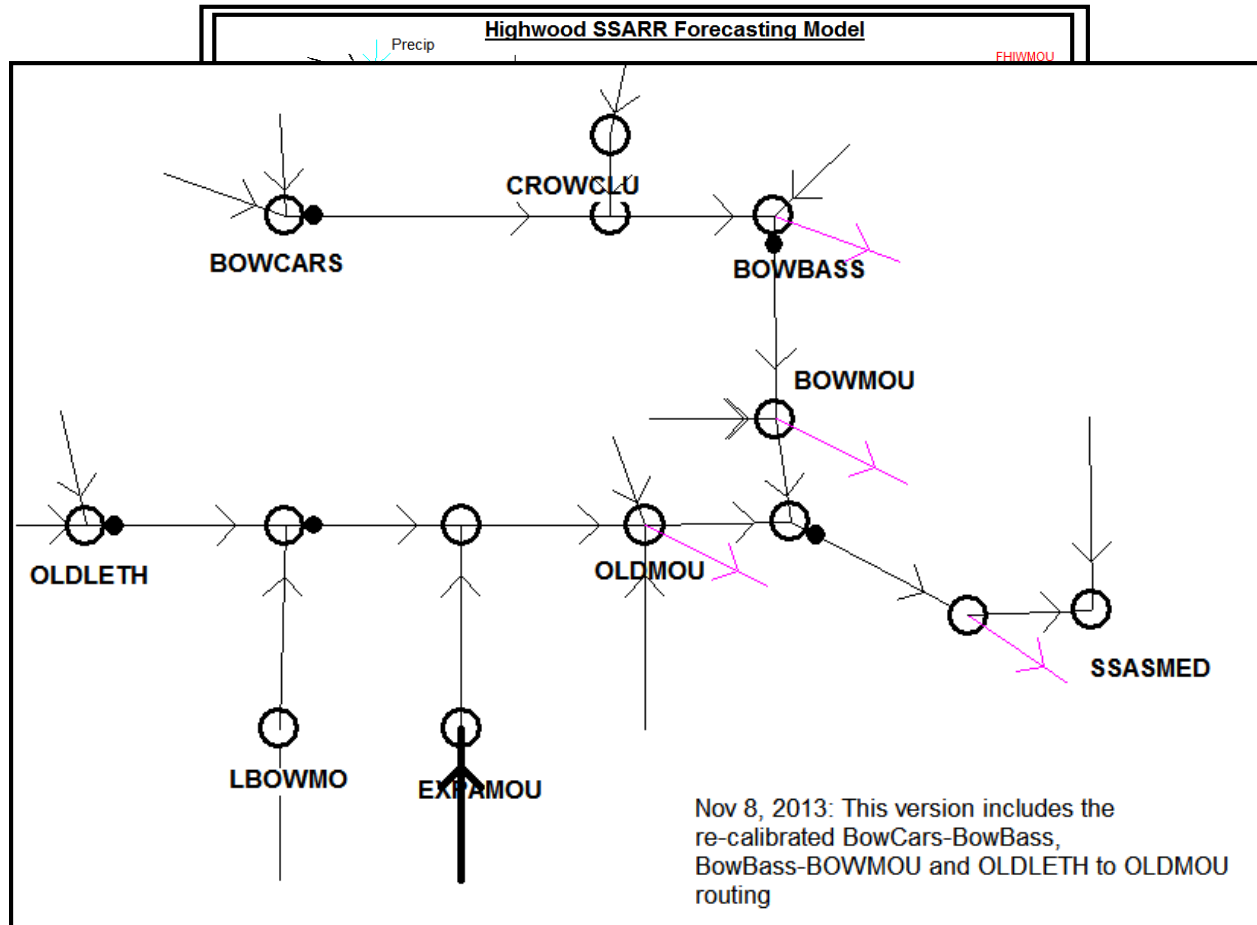 Highwood SSARR Forecasting Model
Precip
FHIWMOU
CROWCLU
BOWCARS
BOWBASS
BOWMOU
OLDLETH
OLDMOU
SSASMED
LBOWMO
EXPAMOU
Nov 8, 2013: This version includes the
re-calibrated BowCars-BowBass,
BowBass-BOWMOU and OLDLETH to OLDMOU
routing